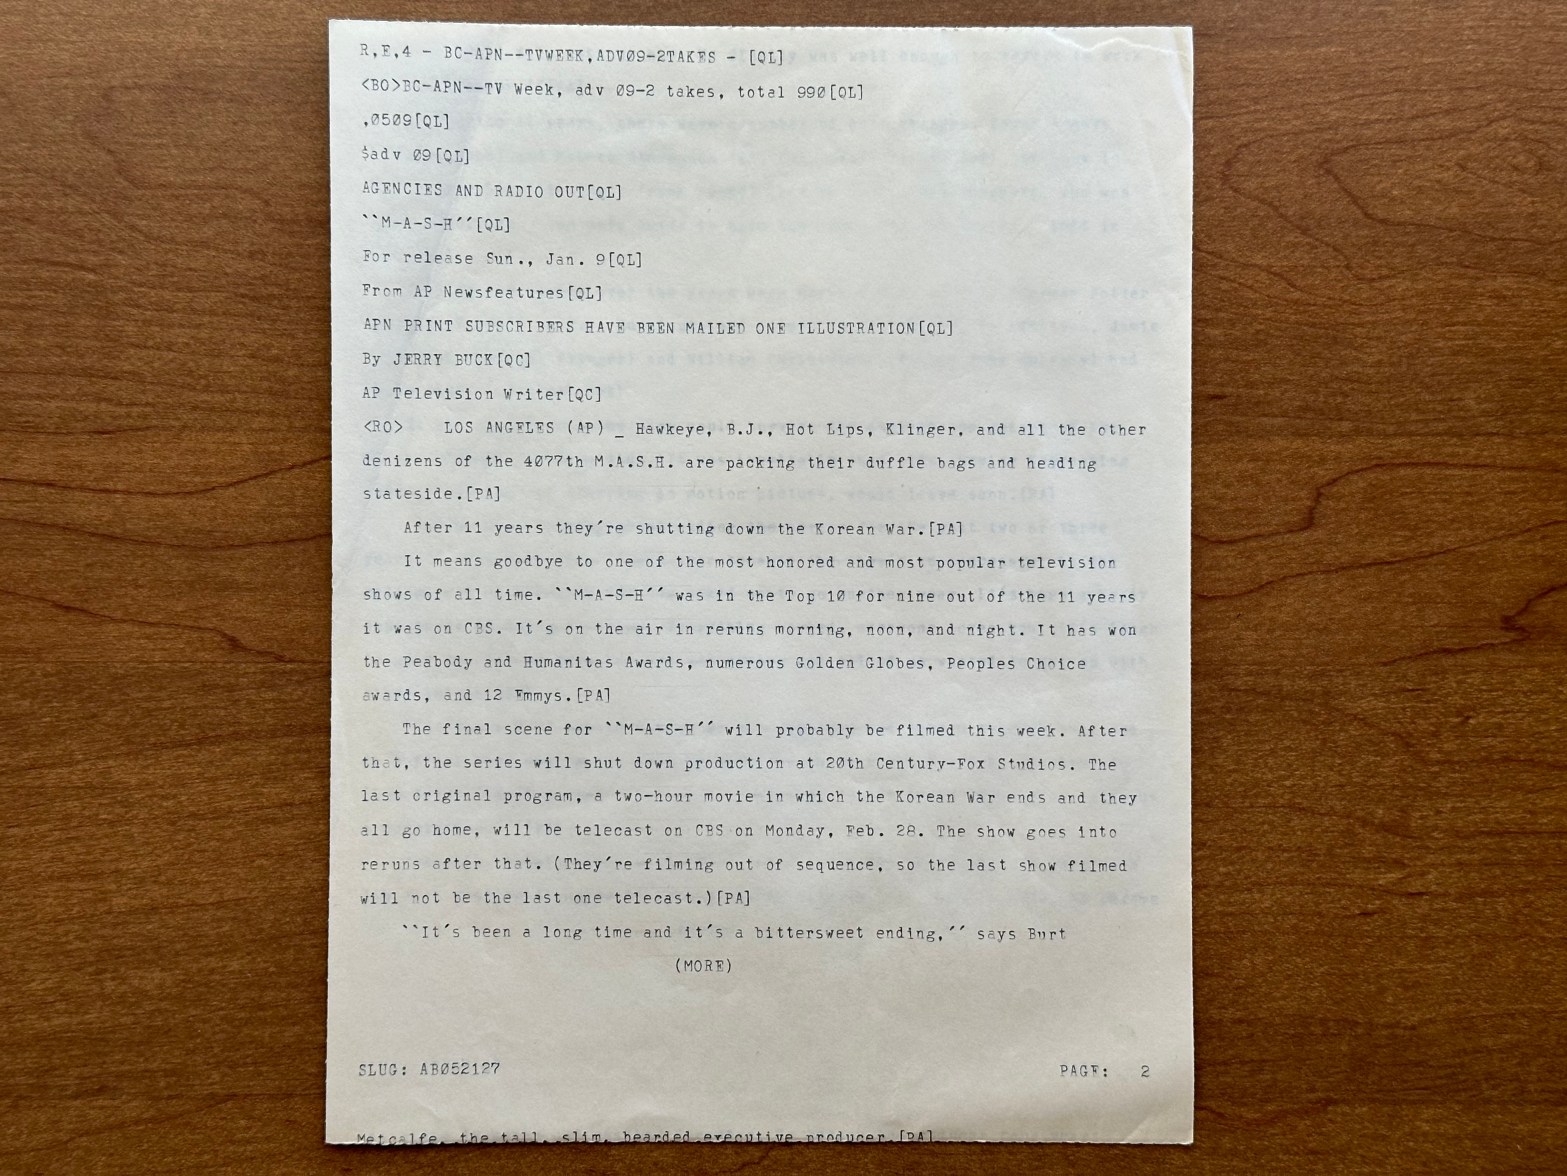 R,E,4 - BC-APN--TVWEEK,ADV09-2TAKES - [QL]
<BO>BC-APN--TV Week, adv 09-2 takes, total 990[QL]
,0509[QL]
$adv 09[QL]
AGENCIES AND RADIO OUT[QL]
``M-A-S-H´´[QL]
For release Sun., Jan. 9[QL]
From AP Newsfeatures[QL]
APN PRINT SUBSCRIBERS HAVE BEEN MAILED ONE ILLUSTRATION[QL]
By JERRY BUCK[QC]
AP Television Writer[QC]
<RO>   LOS ANGELES (AP) _ Hawkeye, B.J., Hot Lips, Klinger, and all the other
denizens of the 4077th M.A.S.H. are packing their duffle bags and heading
stateside.[PA]
After 11 years they´re shutting down the Korean War.[PA]
It means goodbye to one of the most honored and most popular television
shows of all time. ``M-A-S-H´´ was in the Top 10 for nine out of the 11 years
it was on CBS. It´s on the air in reruns morning, noon, and night. It has won
the Peabody and Humanitas Awards, numerous Golden Globes, Peoples Choice
awards, and 12 Emmys.[PA]
The final scene for ``M-A-S-H´´ will probably be filmed this week. After
that, the series will shut down production at 20th Century-Fox Studios. The
last original program, a two-hour movie in which the Korean War ends and they
all go home, will be telecast on CBS on Monday, Feb. 28. The show goes into
reruns after that. (They´re filming out of sequence, so the last show filmed
will not be the last one telecast.)[PA]
``It´s been a long time and it´s a bittersweet ending,´´ says Burt
(MORE)
SLUG: AB052127 PAGE: 2
Metcalfe, the tall, slim, bearded executive producer.[PA]